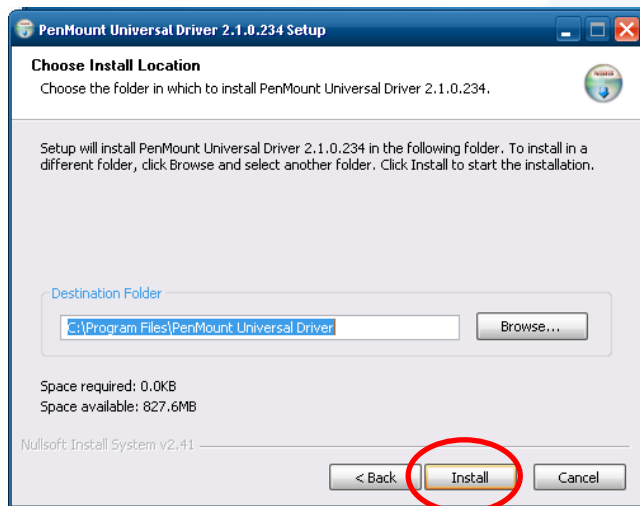 PenMount Universal Driver 2.1.0.234 Setup
Choose Install Location
Choose the folder in which to install PenMount Universal Driver 2.1.0.234.
Setup will install PenMount Universal Driver 2.1.0.234 in the following folder. To install in a
different folder, click Browse and select another folder. Click Install to start the installation.
Destination Folder
C:\Program Files\PenMount Universal Driver
Browse...
Space required: 0.0KB
Space available: 827.6MB
Nullsoft Install System v2.41
< Back Install Cancel